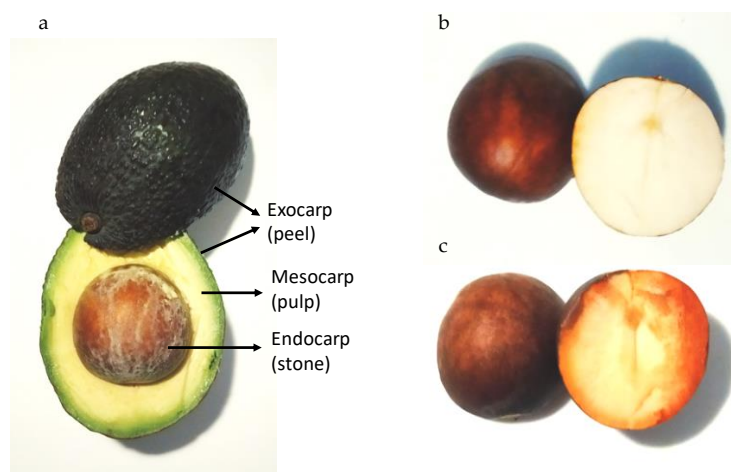 a
Exocarp
(peel)
Mesocarp
(pulp)
Endocarp
(stone)
b
c